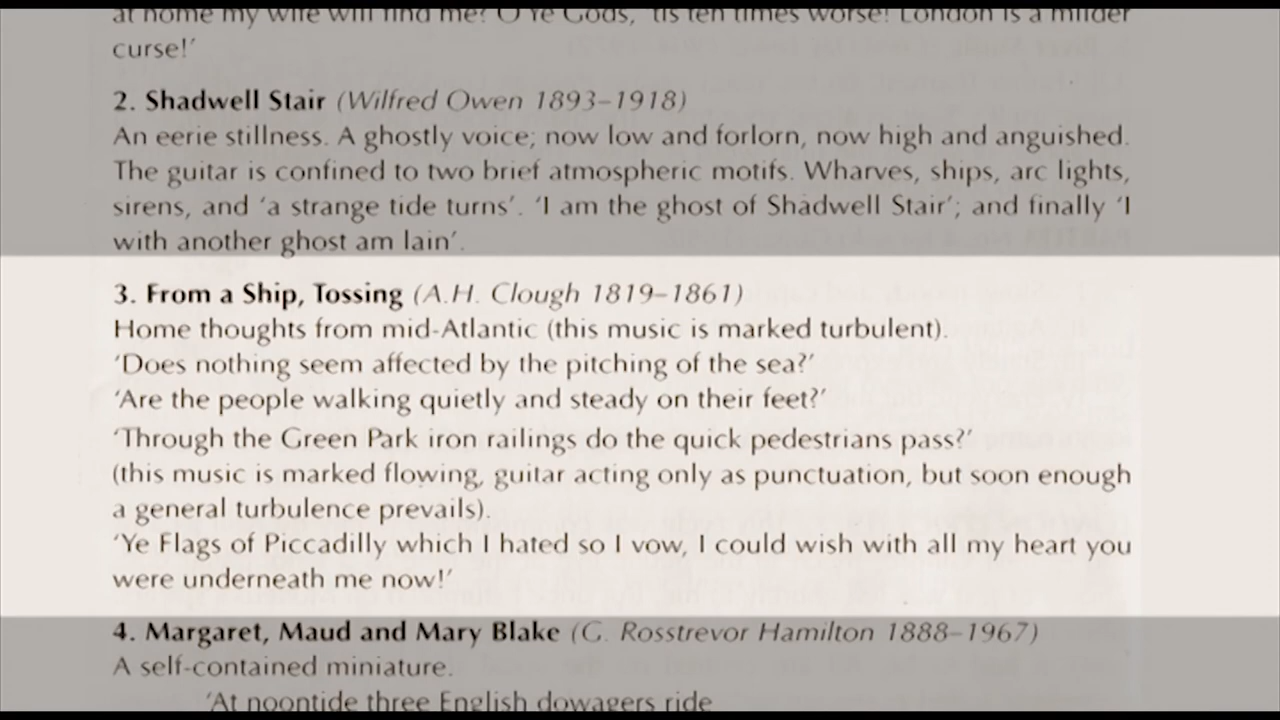 at home my wife will find me? O Ye Gods, 'tis ten times worse! London is a milder
curse!'
2. Shadwell Stair (Wilfred Owen 1893–1918)
An eerie stillness. A ghostly voice; now low and forlorn, now high and anguished.
The guitar is confined to two brief atmospheric motifs. Wharves, ships, arc lights,
sirens, and 'a strange tide turns'. 'I am the ghost of Shadwell Stair'; and finally 'I
with another ghost am lain'.
3. From a Ship, Tossing (A.H. Clough 1819–1861)
Home thoughts from mid-Atlantic (this music is marked turbulent).
'Does nothing seem affected by the pitching of the sea?'
'Are the people walking quietly and steady on their feet?'
'Through the Green Park iron railings do the quick pedestrians pass?'
(this music is marked flowing, guitar acting only as punctuation, but soon enough
a general turbulence prevails).
'Ye Flags of Piccadilly which I hated so I vow, I could wish with all my heart you
were underneath me now!'
4. Margaret, Maud and Mary Blake (G. Rosstrevor Hamilton 1888–1967)
A self-contained miniature.
'At noontide three English dowagers ride